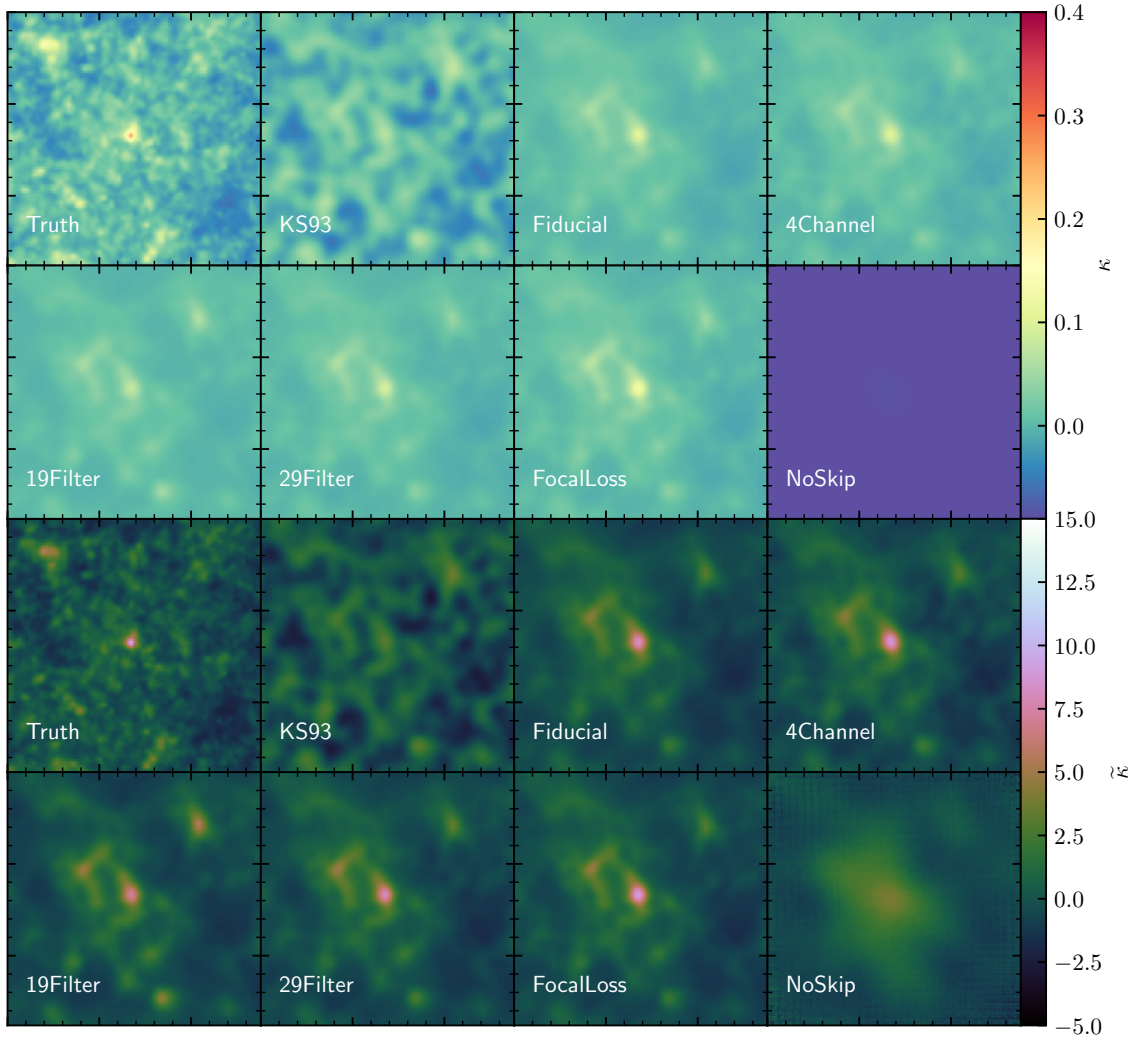 0.4
0.3
0.2
0.1
0.0
κ
Truth
KS93
Fiducial
4Channel
19Filter
29Filter
FocalLoss
NoSkip
15.0
12.5
10.0
7.5
5.0
2.5
0.0
−2.5
−5.0
κ̃
Truth
KS93
Fiducial
4Channel
19Filter
29Filter
FocalLoss
NoSkip